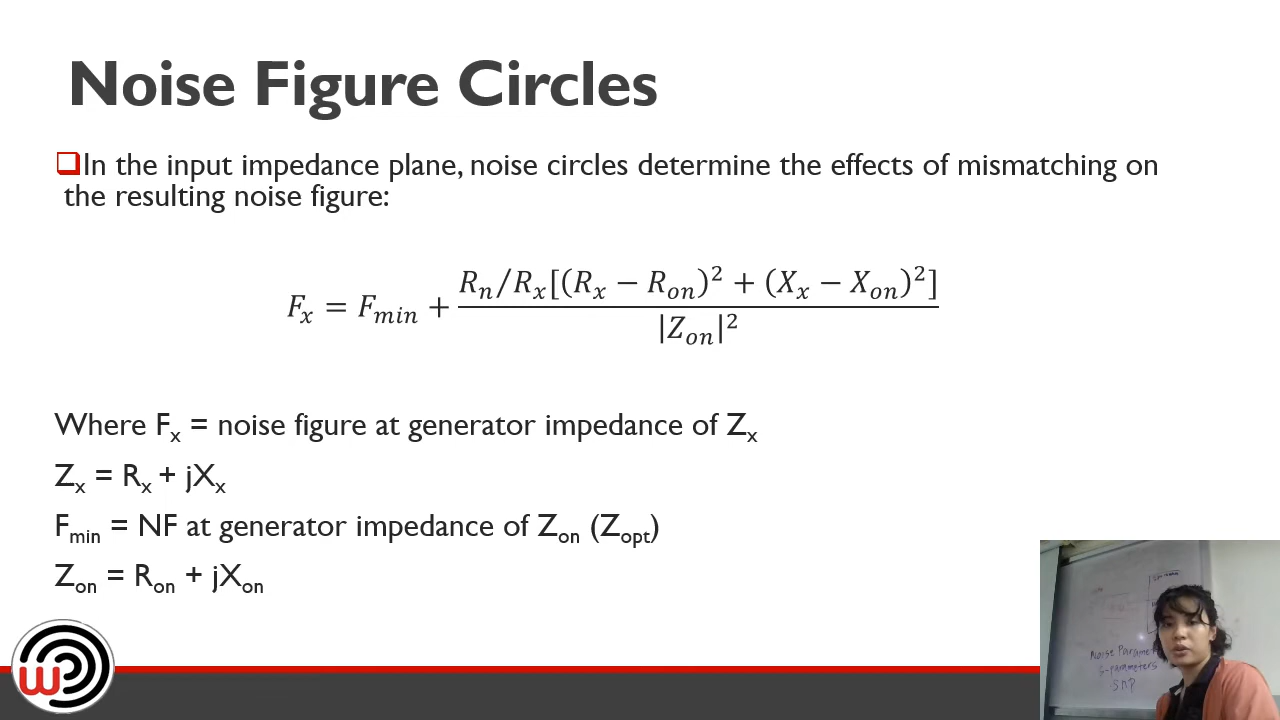 Noise Figure Circles
❑In the input impedance plane, noise circles determine the effects of mismatching on
the resulting noise figure:
F_x = F_min + (R_n/R_x[(R_x − R_on)^2 + (X_x − X_on)^2]) / |Z_on|^2
Where F_x = noise figure at generator impedance of Z_x
Z_x = R_x + jX_x
F_min = NF at generator impedance of Z_on (Z_opt)
Z_on = R_on + jX_on
W
Noise Paramet
S-parameters